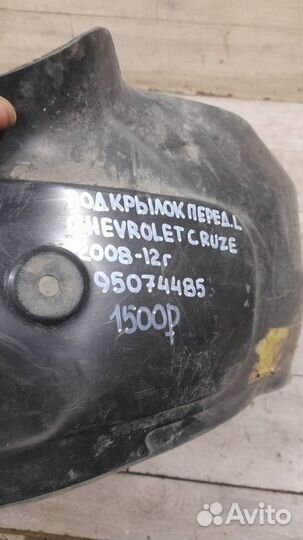 ПОДКРЫЛОК ПЕРЕД.L
CHEVROLET CRUZE
2008-12г
95074485
1500р
Avito